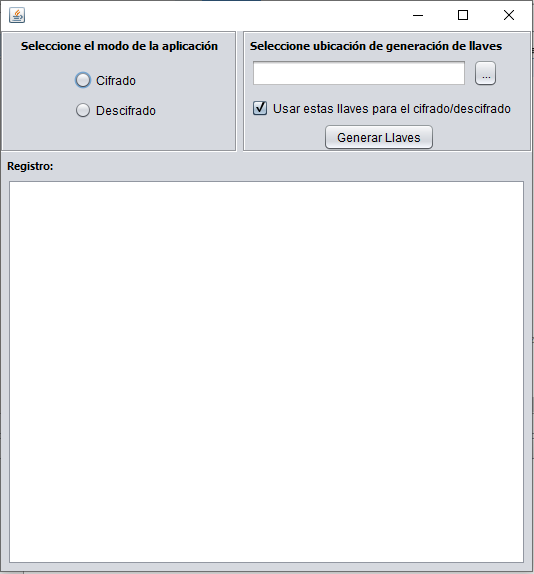 Seleccione el modo de la aplicación
Cifrado
Descifrado
Seleccione ubicación de generación de llaves
...
Usar estas llaves para el cifrado/descifrado
Generar Llaves
Registro: